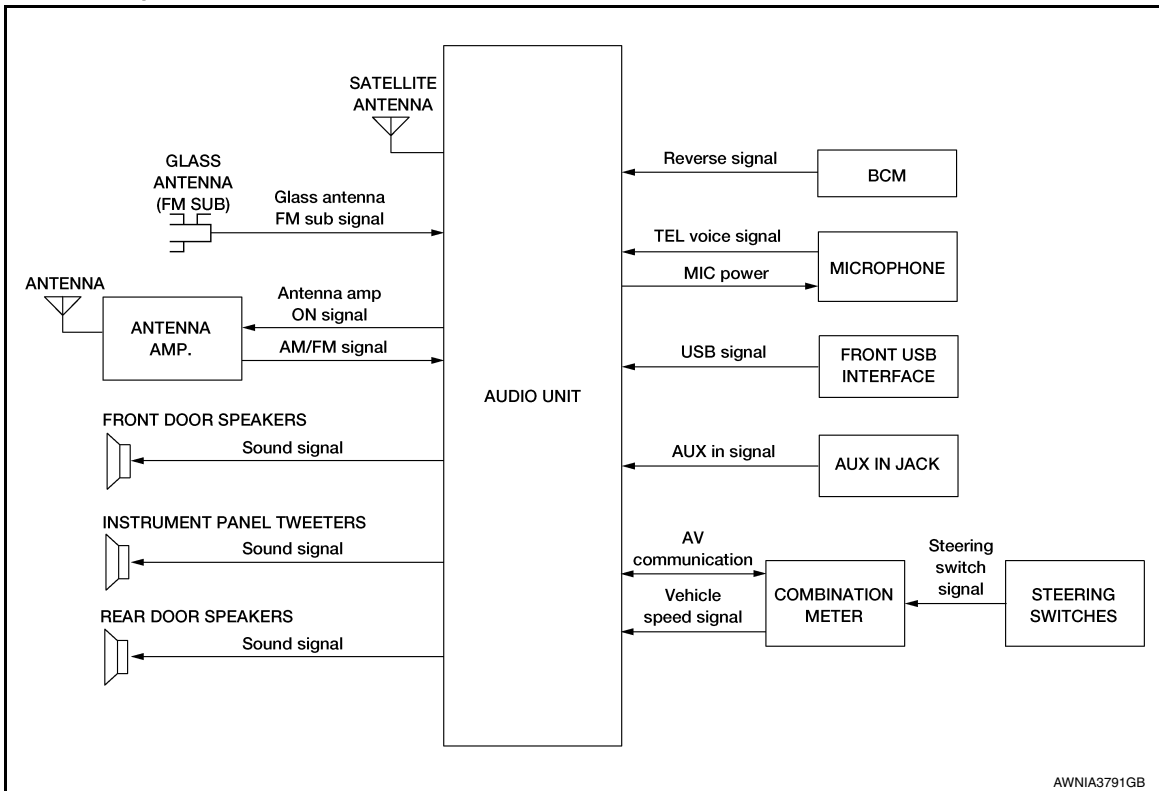 SATELLITE
ANTENNA
GLASS
ANTENNA
(FM SUB)
Glass antenna
FM sub signal
ANTENNA
ANTENNA
AMP.
Antenna amp
ON signal
AM/FM signal
FRONT DOOR SPEAKERS
Sound signal
INSTRUMENT PANEL TWEETERS
Sound signal
REAR DOOR SPEAKERS
Sound signal
AUDIO UNIT
Reverse signal
BCM
TEL voice signal
MIC power
MICROPHONE
USB signal
FRONT USB
INTERFACE
AUX in signal
AUX IN JACK
AV
communication
Vehicle
speed signal
COMBINATION
METER
Steering
switch
signal
STEERING
SWITCHES
AWNIA3791GB